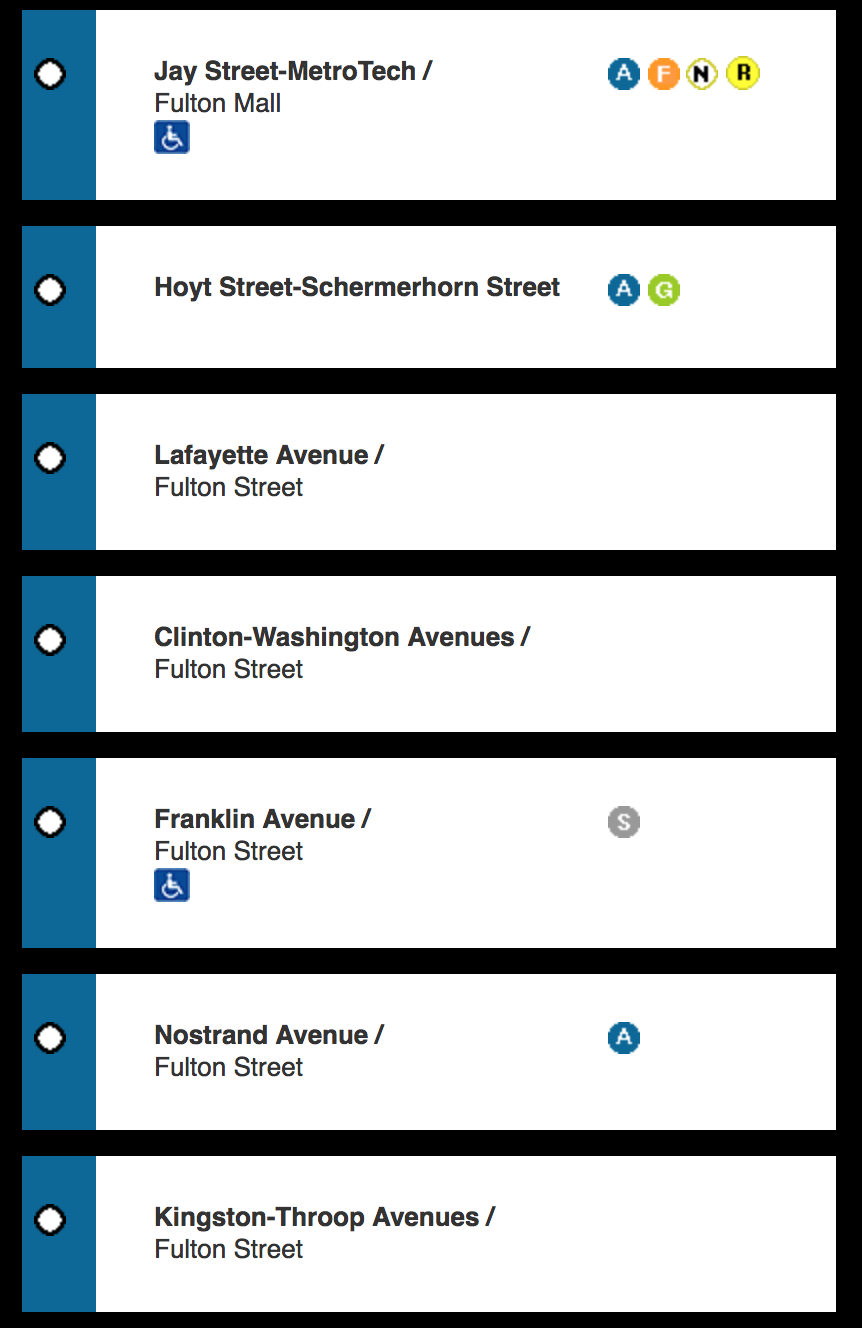 Jay Street-MetroTech / A F N R
Fulton Mall
Hoyt Street-Schermerhorn Street A G
Lafayette Avenue /
Fulton Street
Clinton-Washington Avenues /
Fulton Street
Franklin Avenue / S
Fulton Street
Nostrand Avenue / A
Fulton Street
Kingston-Throop Avenues /
Fulton Street